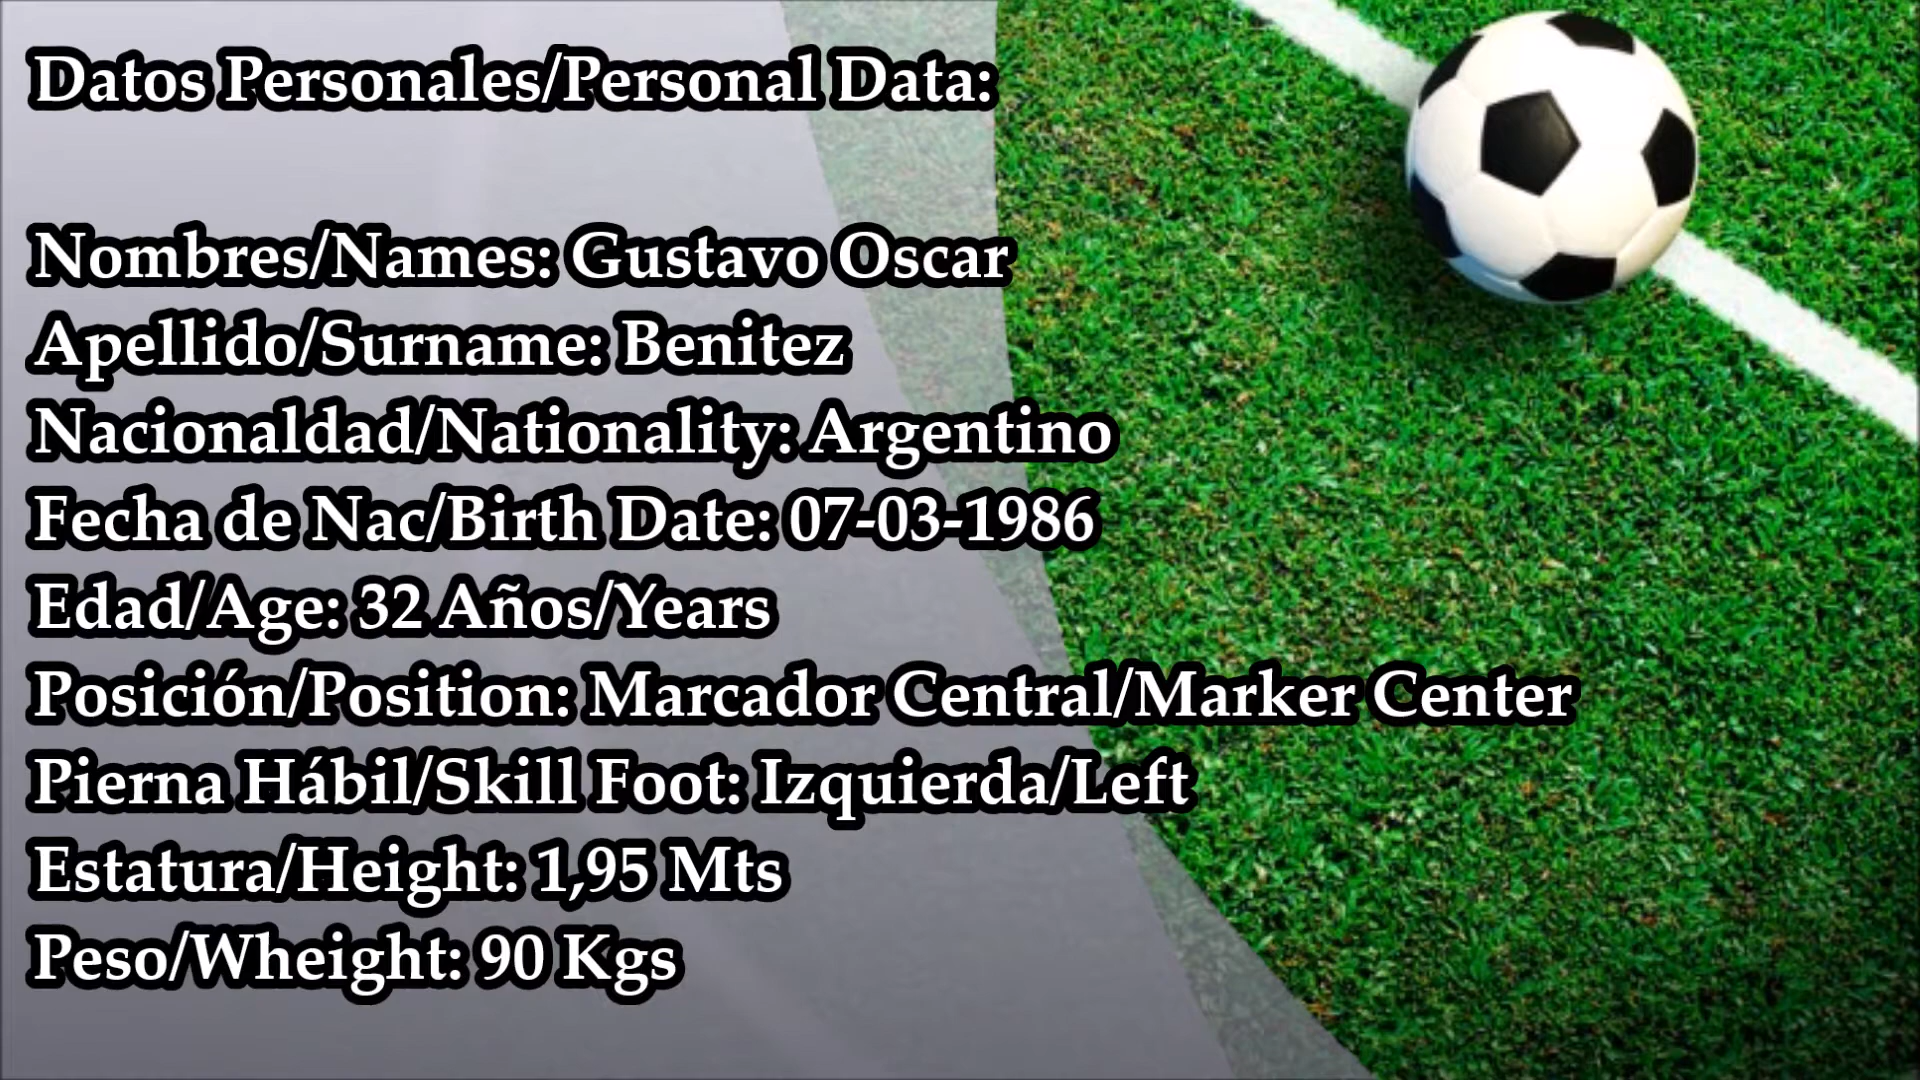 Datos Personales/Personal Data:
Nombres/Names: Gustavo Oscar
Apellido/Surname: Benitez
Nacionaldad/Nationality: Argentino
Fecha de Nac/Birth Date: 07-03-1986
Edad/Age: 32 Años/Years
Posición/Position: Marcador Central/Marker Center
Pierna Hábil/Skill Foot: Izquierda/Left
Estatura/Height: 1,95 Mts
Peso/Wheight: 90 Kgs